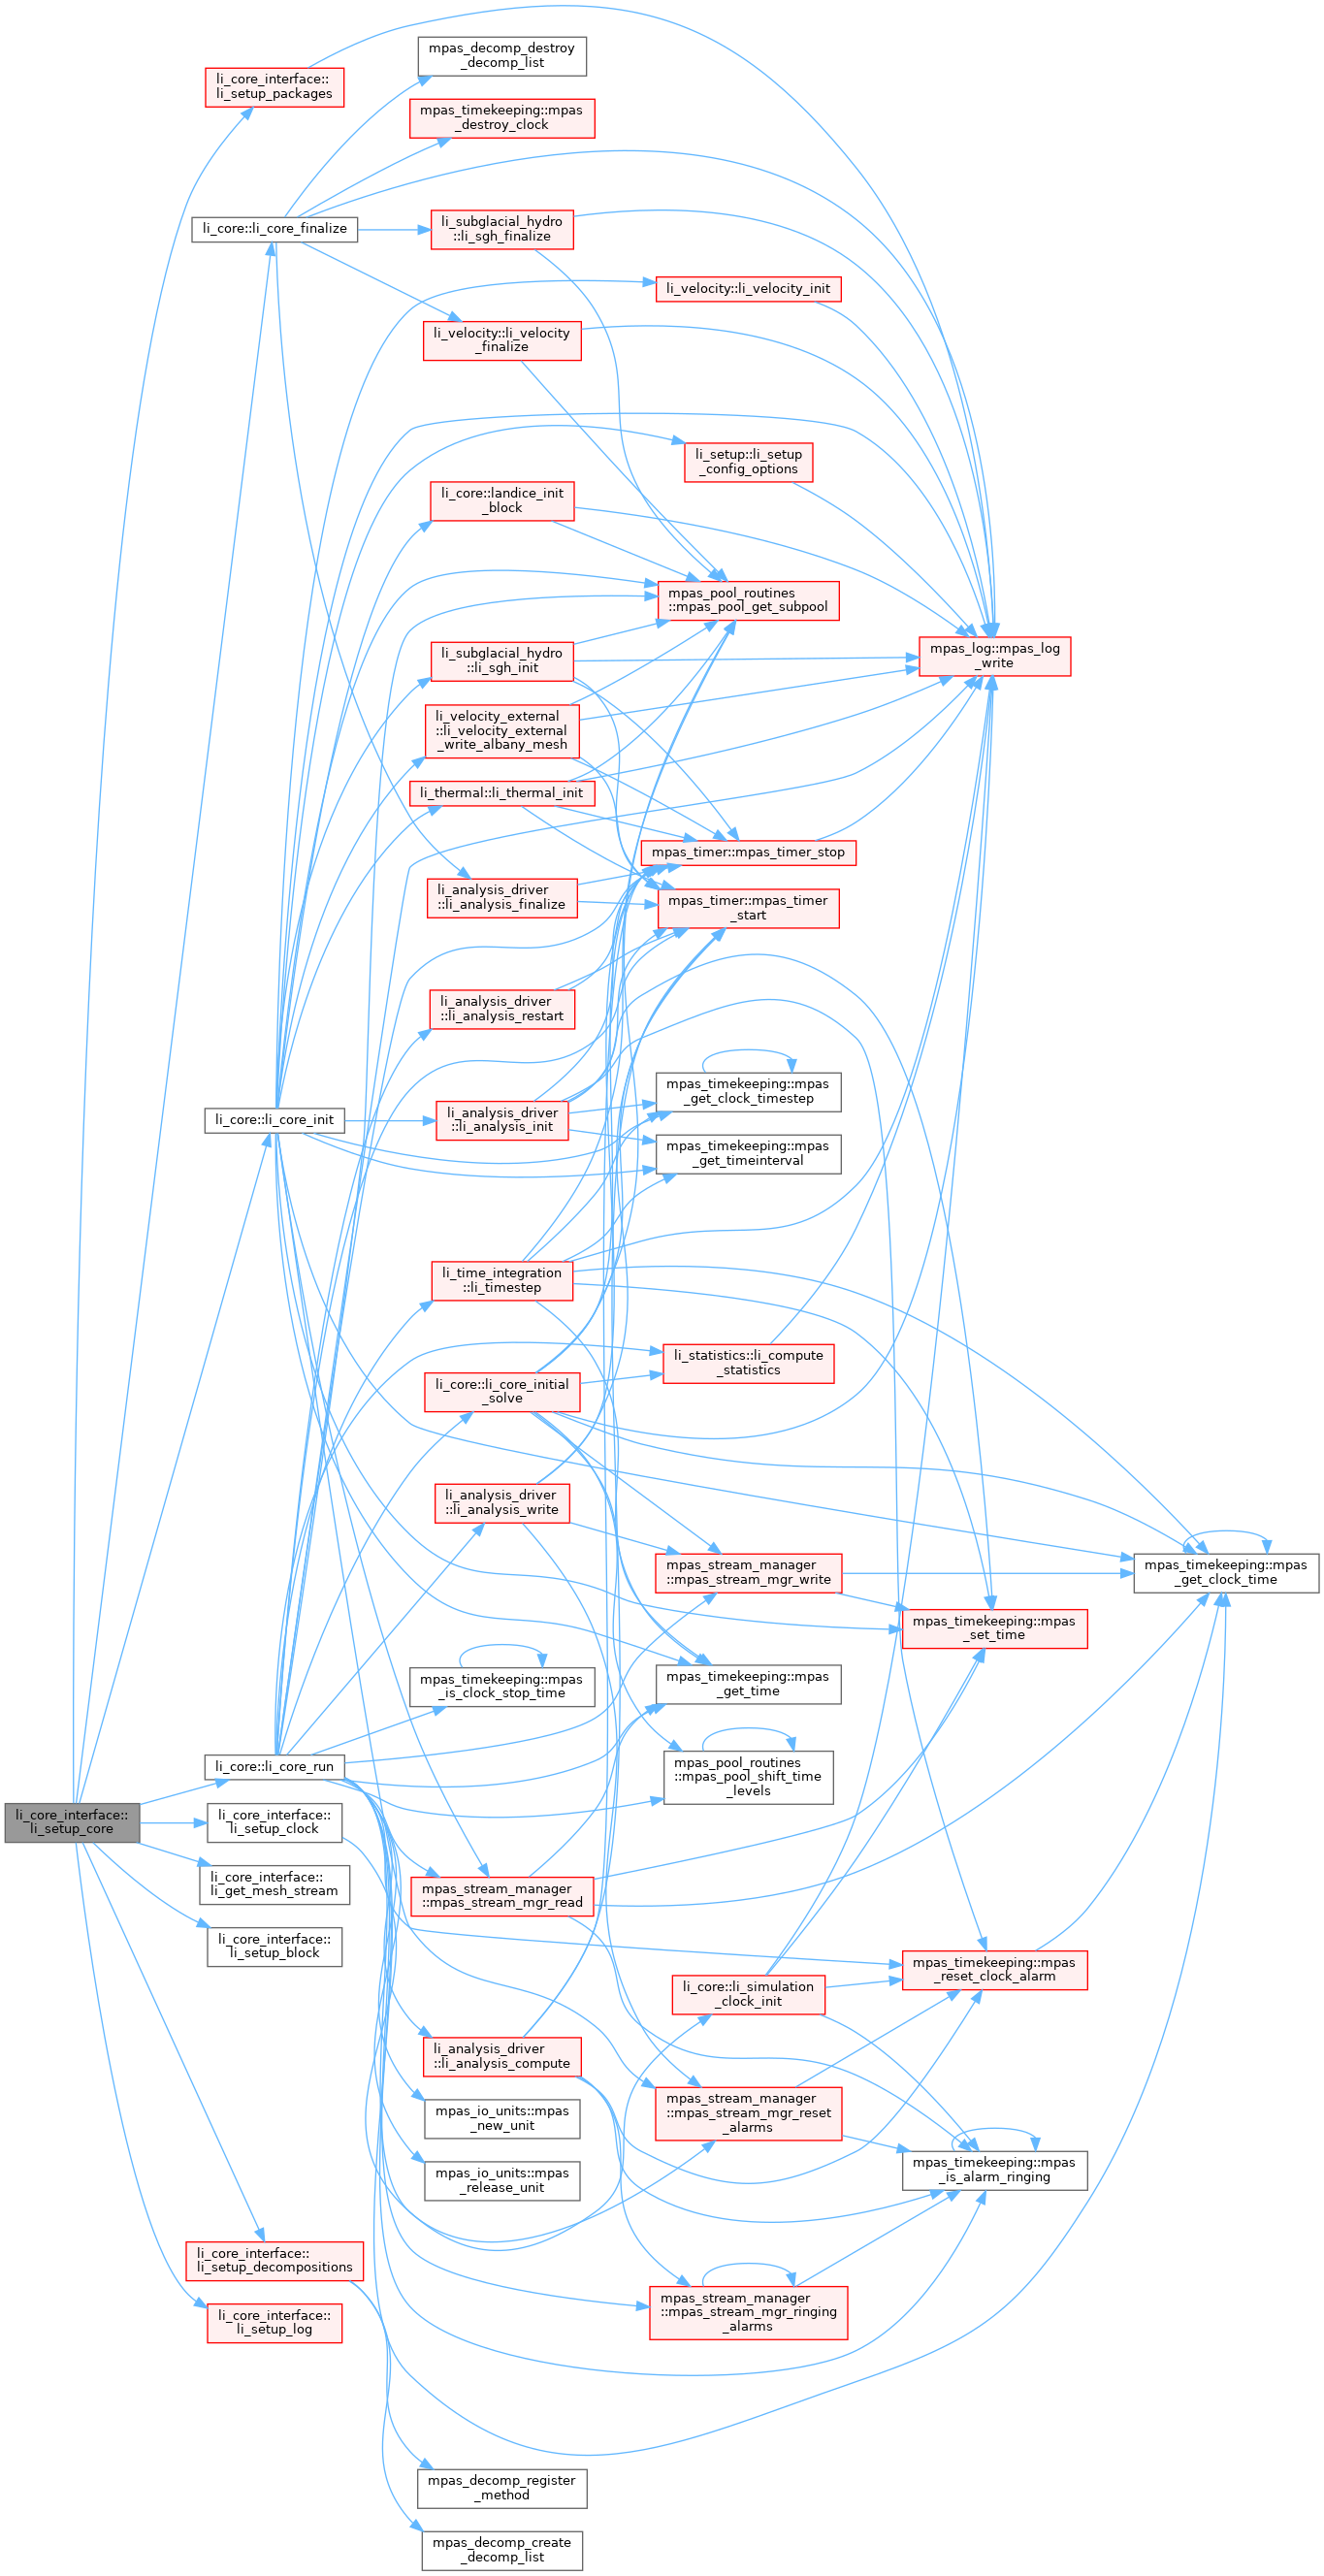 mpas_decomp_destroy
_decomp_list
li_core_interface::
li_setup_packages
mpas_timekeeping::mpas
_destroy_clock
li_core::li_core_finalize
li_subglacial_hydro
::li_sgh_finalize
li_velocity::li_velocity_init
li_velocity::li_velocity
_finalize
li_setup::li_setup
_config_options
li_core::landice_init
_block
mpas_pool_routines
::mpas_pool_get_subpool
mpas_log::mpas_log
_write
li_subglacial_hydro
::li_sgh_init
li_velocity_external
::li_velocity_external
_write_albany_mesh
li_thermal::li_thermal_init
mpas_timer::mpas_timer_stop
li_analysis_driver
::li_analysis_finalize
mpas_timer::mpas_timer
_start
li_analysis_driver
::li_analysis_restart
mpas_timekeeping::mpas
_get_clock_timestep
li_core::li_core_init
li_analysis_driver
::li_analysis_init
mpas_timekeeping::mpas
_get_timeinterval
li_time_integration
::li_timestep
li_statistics::li_compute
_statistics
li_core::li_core_initial
_solve
li_analysis_driver
::li_analysis_write
mpas_stream_manager
::mpas_stream_mgr_write
mpas_timekeeping::mpas
_get_clock_time
mpas_timekeeping::mpas
_set_time
mpas_timekeeping::mpas
_is_clock_stop_time
mpas_timekeeping::mpas
_get_time
li_core::li_core_run
mpas_pool_routines
::mpas_pool_shift_time
_levels
li_core_interface::
li_setup_core
li_core_interface::
li_setup_clock
li_core_interface::
li_get_mesh_stream
mpas_stream_manager
::mpas_stream_mgr_read
li_core_interface::
li_setup_block
mpas_timekeeping::mpas
_reset_clock_alarm
li_core::li_simulation
_clock_init
li_analysis_driver
::li_analysis_compute
mpas_io_units::mpas
_new_unit
mpas_stream_manager
::mpas_stream_mgr_reset
_alarms
mpas_timekeeping::mpas
_is_alarm_ringing
mpas_io_units::mpas
_release_unit
li_core_interface::
li_setup_decompositions
mpas_stream_manager
::mpas_stream_mgr_ringing
_alarms
li_core_interface::
li_setup_log
mpas_decomp_register
_method
mpas_decomp_create
_decomp_list